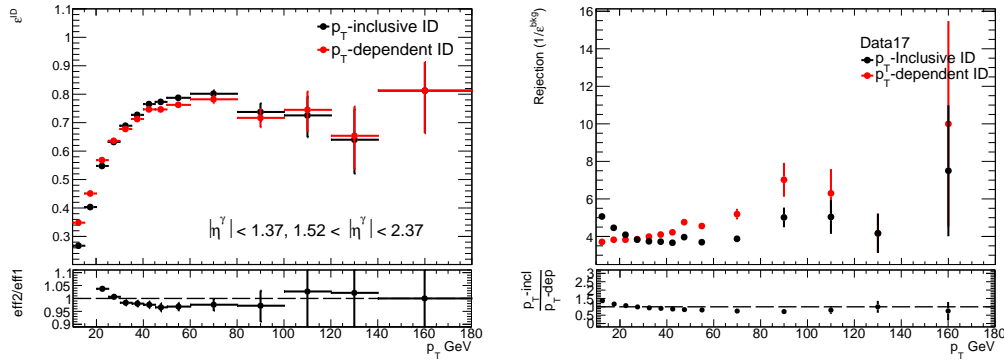 ε^ID
1.1
1
0.9
0.8
0.7
0.6
0.5
0.4
0.3
0.2
p_T-inclusive ID
p_T-dependent ID
|η^γ| < 1.37, 1.52 < |η^γ| < 2.37
eff2/eff1
1.1
1.05
1
0.95
0.9
20 40 60 80 100 120 140 160 180
p_T GeV
Rejection (1/ε^bkg)
16
14
12
10
8
6
4
2
Data17
p_T-Inclusive ID
p_T-dependent ID
p_T-incl
p_T-dep
3
2.5
2
1.5
1
0.5
0
20 40 60 80 100 120 140 160 180
p_T GeV